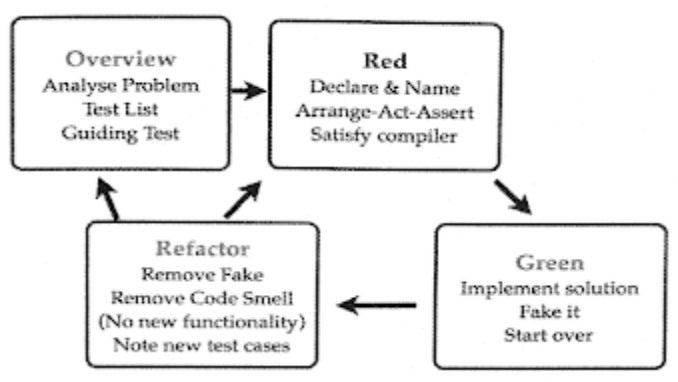 Overview
Analyse Problem
Test List
Guiding Test
Red
Declare & Name
Arrange-Act-Assert
Satisfy compiler
Refactor
Remove Fake
Remove Code Smell
(No new functionality)
Note new test cases
Green
Implement solution
Fake it
Start over